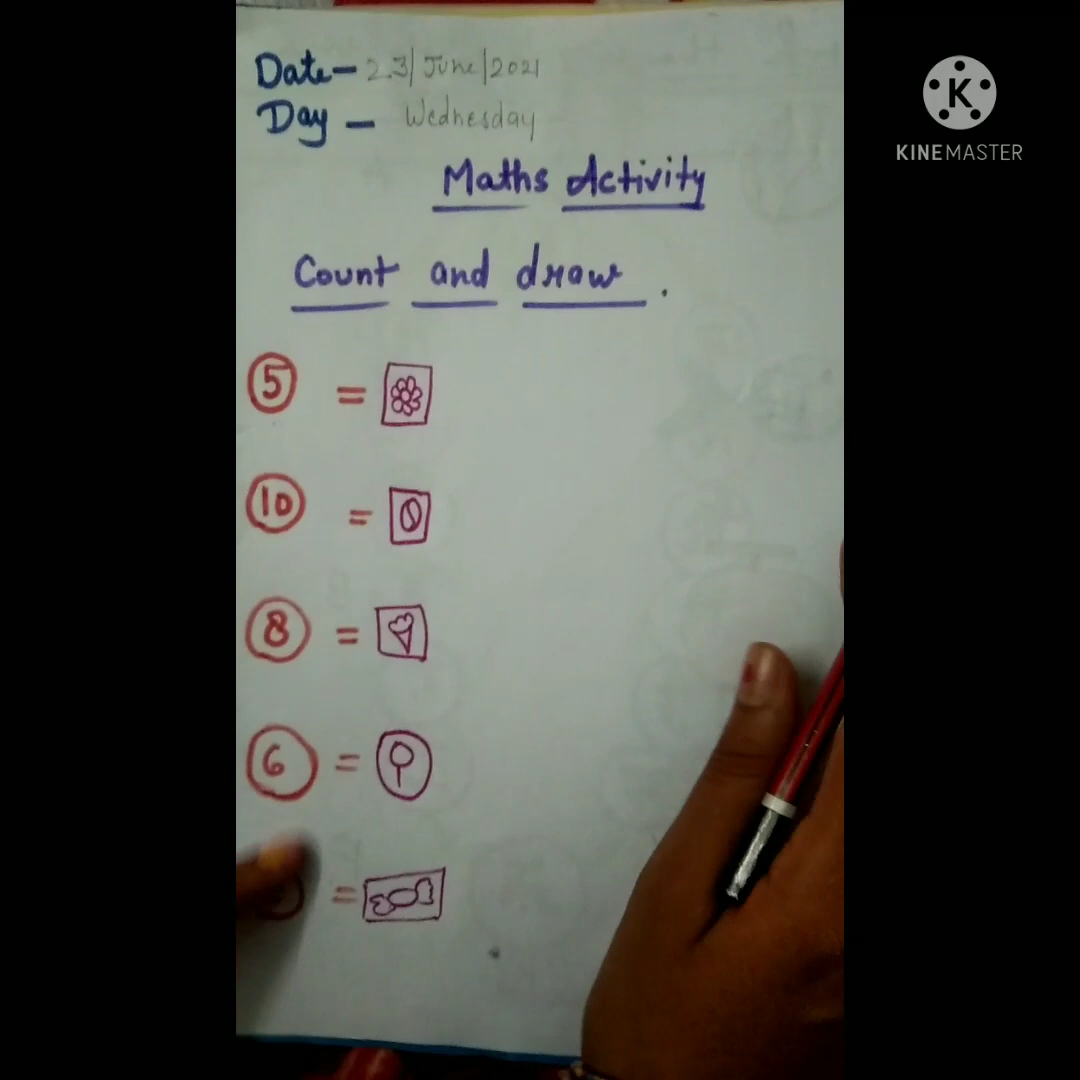 Date- 23/June/2021
Day - Wednesday
KINEMASTER
Maths Activity
Count and draw.
5 =
10 =
8 =
6 =
=